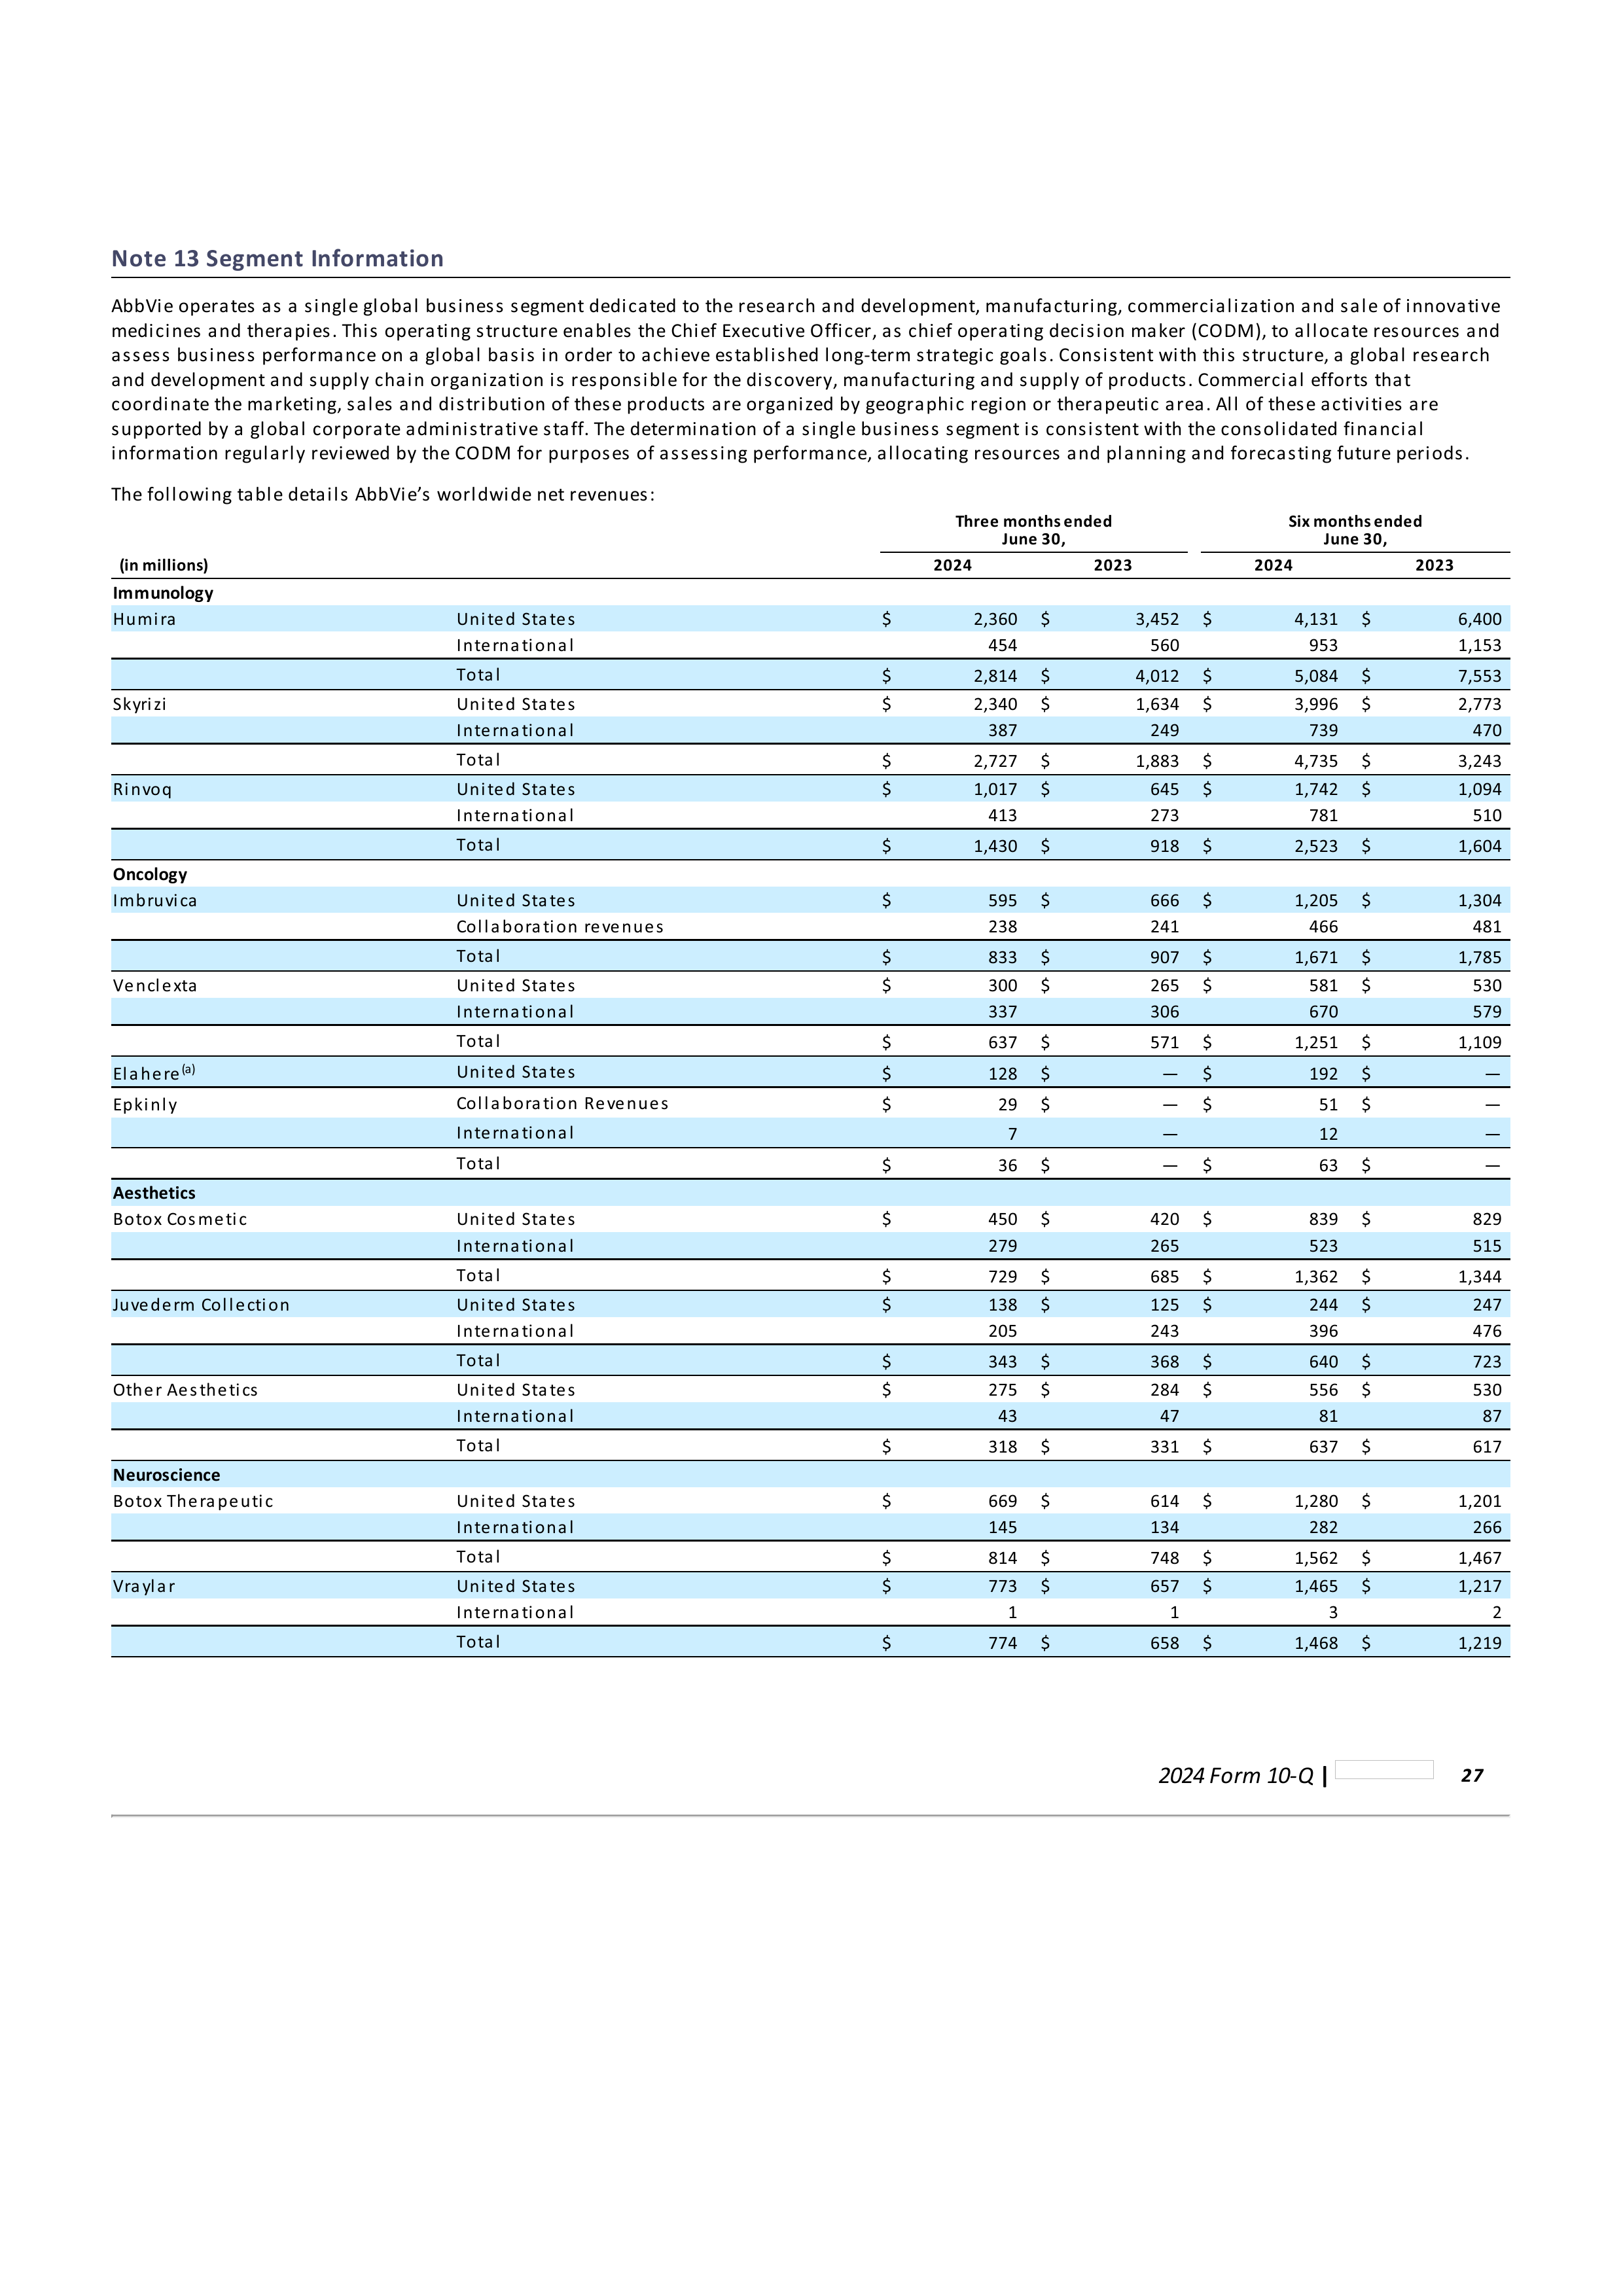 Note 13 Segment Information
AbbVie operates as a single global business segment dedicated to the research and development, manufacturing, commercialization and sale of innovative
medicines and therapies. This operating structure enables the Chief Executive Officer, as chief operating decision maker (CODM), to allocate resources and
assess business performance on a global basis in order to achieve established long-term strategic goals. Consistent with this structure, a global research
and development and supply chain organization is responsible for the discovery, manufacturing and supply of products. Commercial efforts that
coordinate the marketing, sales and distribution of these products are organized by geographic region or therapeutic area. All of these activities are
supported by a global corporate administrative staff. The determination of a single business segment is consistent with the consolidated financial
information regularly reviewed by the CODM for purposes of assessing performance, allocating resources and planning and forecasting future periods.
The following table details AbbVie’s worldwide net revenues:
Three months ended Six months ended
June 30, June 30,
(in millions) 2024 2023 2024 2023
Immunology
Humira United States $ 2,360 $ 3,452 $ 4,131 $ 6,400
International 454 560 953 1,153
Total $ 2,814 $ 4,012 $ 5,084 $ 7,553
Skyrizi United States $ 2,340 $ 1,634 $ 3,996 $ 2,773
International 387 249 739 470
Total $ 2,727 $ 1,883 $ 4,735 $ 3,243
Rinvoq United States $ 1,017 $ 645 $ 1,742 $ 1,094
International 413 273 781 510
Total $ 1,430 $ 918 $ 2,523 $ 1,604
Oncology
Imbruvica United States $ 595 $ 666 $ 1,205 $ 1,304
Collaboration revenues 238 241 466 481
Total $ 833 $ 907 $ 1,671 $ 1,785
Venclexta United States $ 300 $ 265 $ 581 $ 530
International 337 306 670 579
Total $ 637 $ 571 $ 1,251 $ 1,109
Elahere(a) United States $ 128 $ — $ 192 $ —
Epkinly Collaboration Revenues $ 29 $ — $ 51 $ —
International 7 — 12 —
Total $ 36 $ — $ 63 $ —
Aesthetics
Botox Cosmetic United States $ 450 $ 420 $ 839 $ 829
International 279 265 523 515
Total $ 729 $ 685 $ 1,362 $ 1,344
Juvederm Collection United States $ 138 $ 125 $ 244 $ 247
International 205 243 396 476
Total $ 343 $ 368 $ 640 $ 723
Other Aesthetics United States $ 275 $ 284 $ 556 $ 530
International 43 47 81 87
Total $ 318 $ 331 $ 637 $ 617
Neuroscience
Botox Therapeutic United States $ 669 $ 614 $ 1,280 $ 1,201
International 145 134 282 266
Total $ 814 $ 748 $ 1,562 $ 1,467
Vraylar United States $ 773 $ 657 $ 1,465 $ 1,217
International 1 1 3 2
Total $ 774 $ 658 $ 1,468 $ 1,219
2024 Form 10-Q | 27